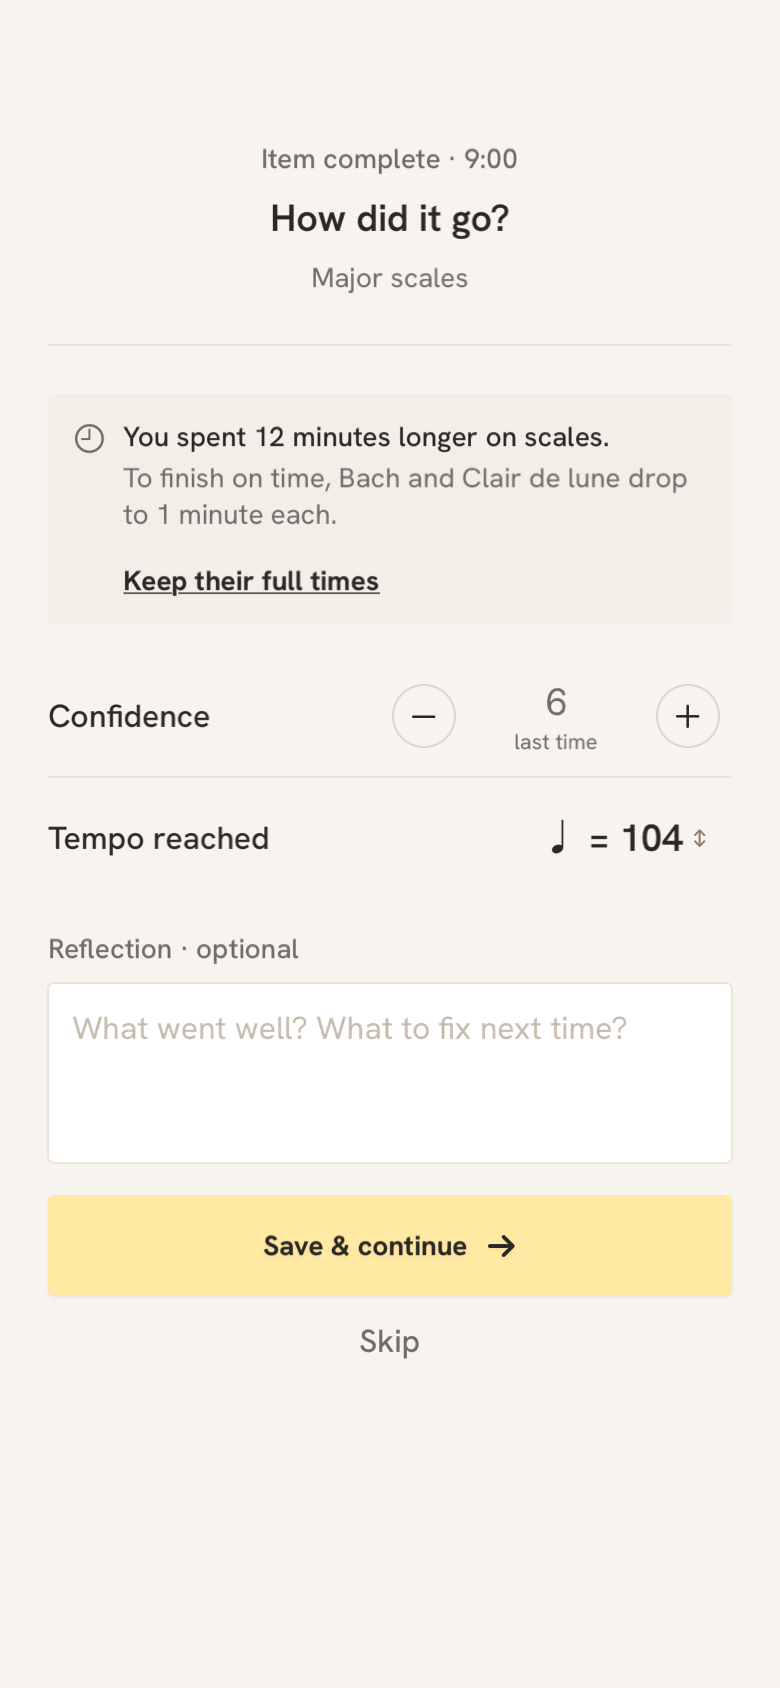 Item complete · 9:00
How did it go?
Major scales
You spent 12 minutes longer on scales.
To finish on time, Bach and Clair de lune drop
to 1 minute each.
Keep their full times
Confidence
6
last time
Tempo reached
♩ = 104
Reflection · optional
What went well? What to fix next time?
Save & continue →
Skip